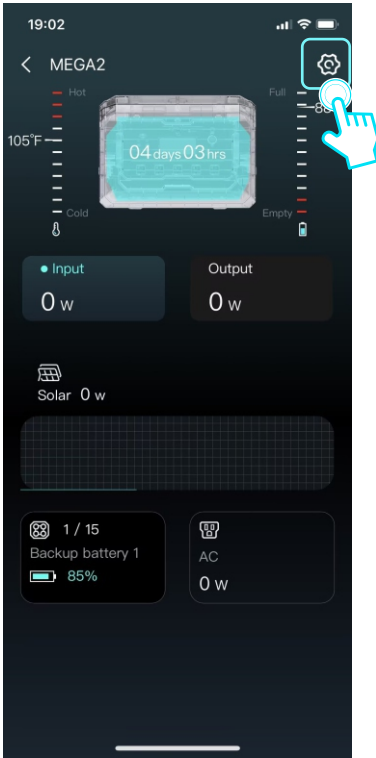 19:02
MEGA2
Hot
Full
105°F
04 days 03 hrs
Cold
Empty
Input
Output
0 w
0 w
Solar 0 w
1 / 15
Backup battery 1
85%
AC
0 w